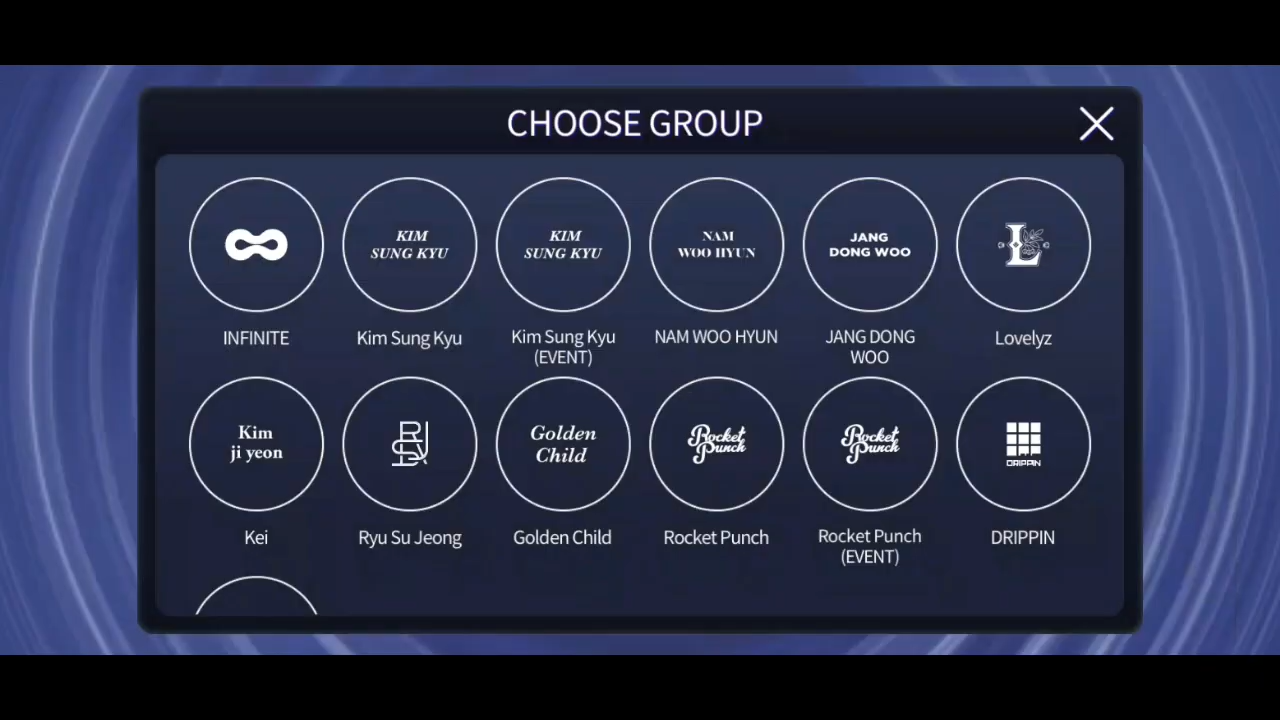 CHOOSE GROUP
KIM
SUNG KYU
KIM
SUNG KYU
NAM
WOO HYUN
JANG
DONG WOO
L
INFINITE
Kim Sung Kyu
Kim Sung Kyu
(EVENT)
NAM WOO HYUN
JANG DONG
WOO
Lovelyz
Kim
ji yeon
Golden
Child
Rocket
Punch
Rocket
Punch
DRIPPIN
Kei
Ryu Su Jeong
Golden Child
Rocket Punch
Rocket Punch
(EVENT)
DRIPPIN